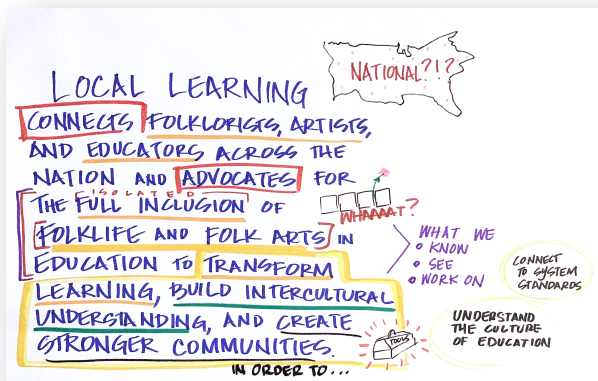 NATIONAL?!?
LOCAL LEARNING
CONNECTS FOLKLORISTS, ARTISTS,
AND EDUCATORS ACROSS THE
NATION AND ADVOCATES FOR
ISOLATED
THE FULL INCLUSION OF
WHAAAAT?
FOLKLIFE AND FOLK ARTS IN
EDUCATION TO TRANSFORM
LEARNING, BUILD INTERCULTURAL
UNDERSTANDING, AND CREATE
STRONGER COMMUNITIES.
IN ORDER TO...
WHAT WE
• KNOW
• SEE
• WORK ON
CONNECT
TO SYSTEM
STANDARDS
UNDERSTAND
THE CULTURE
OF EDUCATION
TOOLS